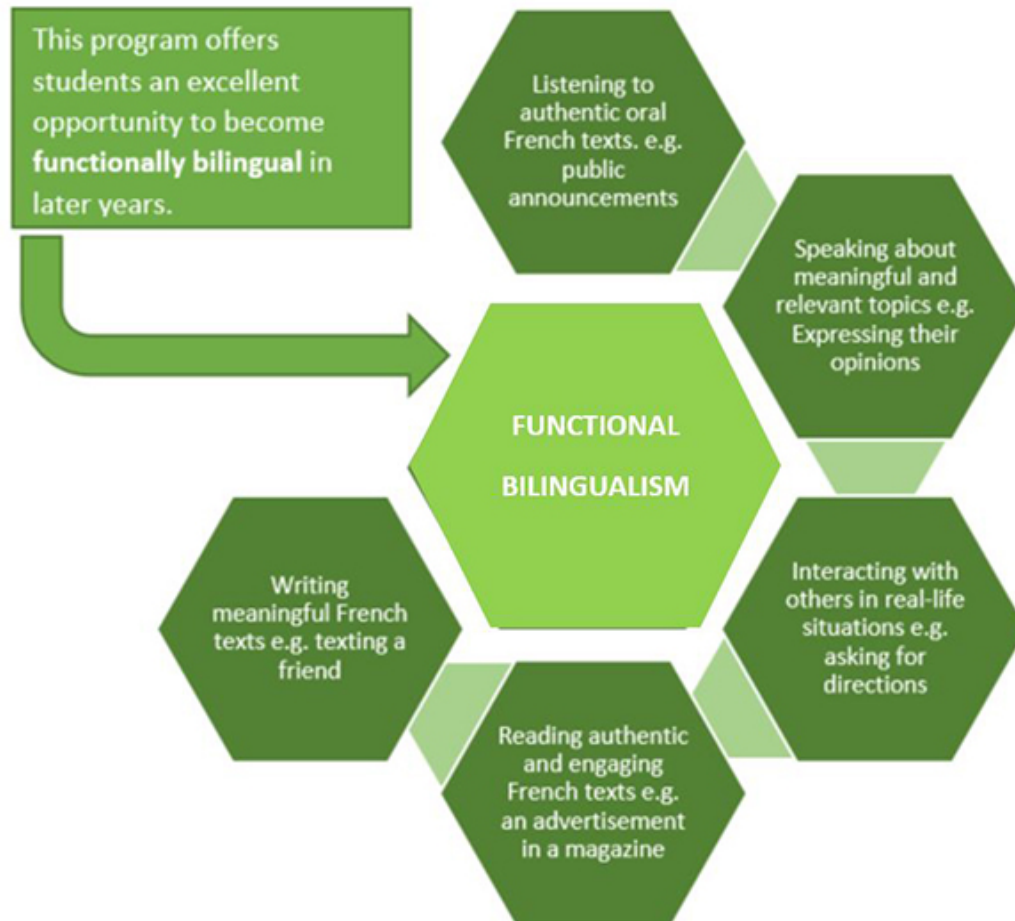 This program offers
students an excellent
opportunity to become
functionally bilingual in
later years.
Listening to
authentic oral
French texts. e.g.
public
announcements
Speaking about
meaningful and
relevant topics e.g.
Expressing their
opinions
Interacting with
others in real-life
situations e.g.
asking for
directions
Reading authentic
and engaging
French texts e.g.
an advertisement
in a magazine
Writing
meaningful French
texts e.g. texting a
friend
FUNCTIONAL
BILINGUALISM